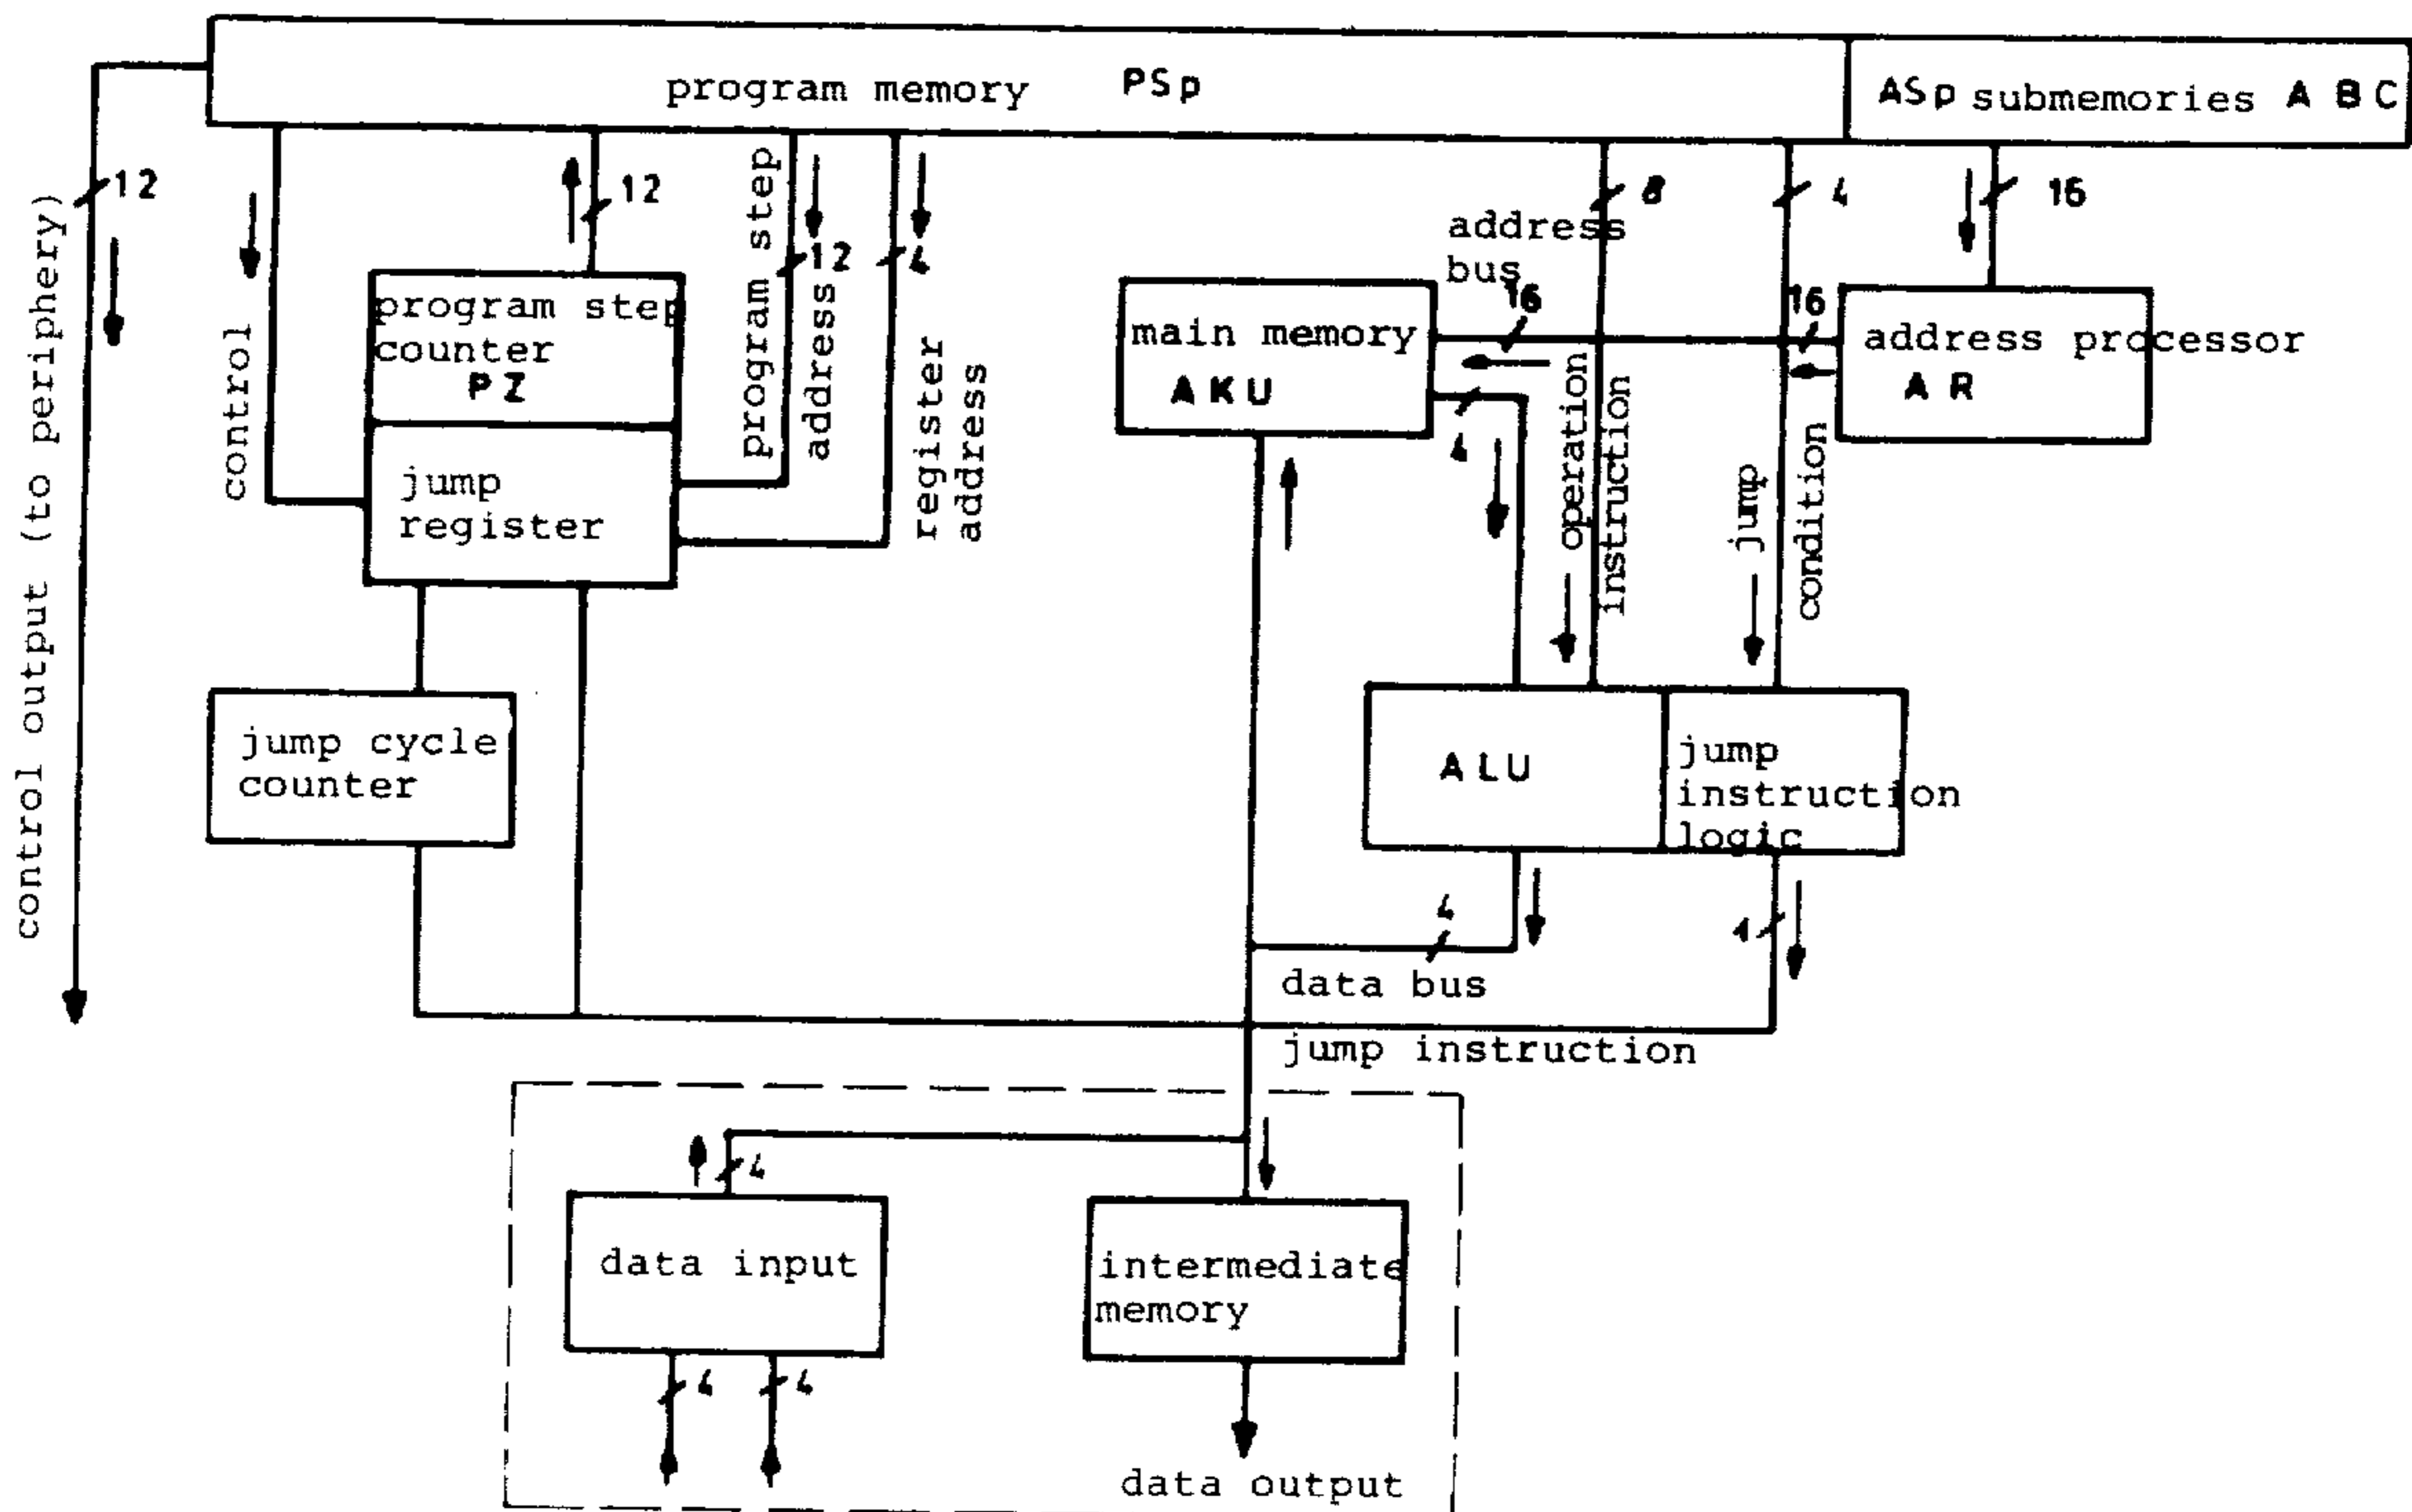 program memory PSp
ASp submemories A B C
control output (to periphery)
12
control
12
program step
address
12
register
address
4
8
4
16
program step
counter
PZ
jump
register
address
bus
16
16
main memory
AKU
4
operation
instruction
jump
condition
address processor
AR
jump cycle
counter
ALU
jump
instruction
logic
4
data bus
jump instruction
4
data input
intermediate
memory
4
4
data output